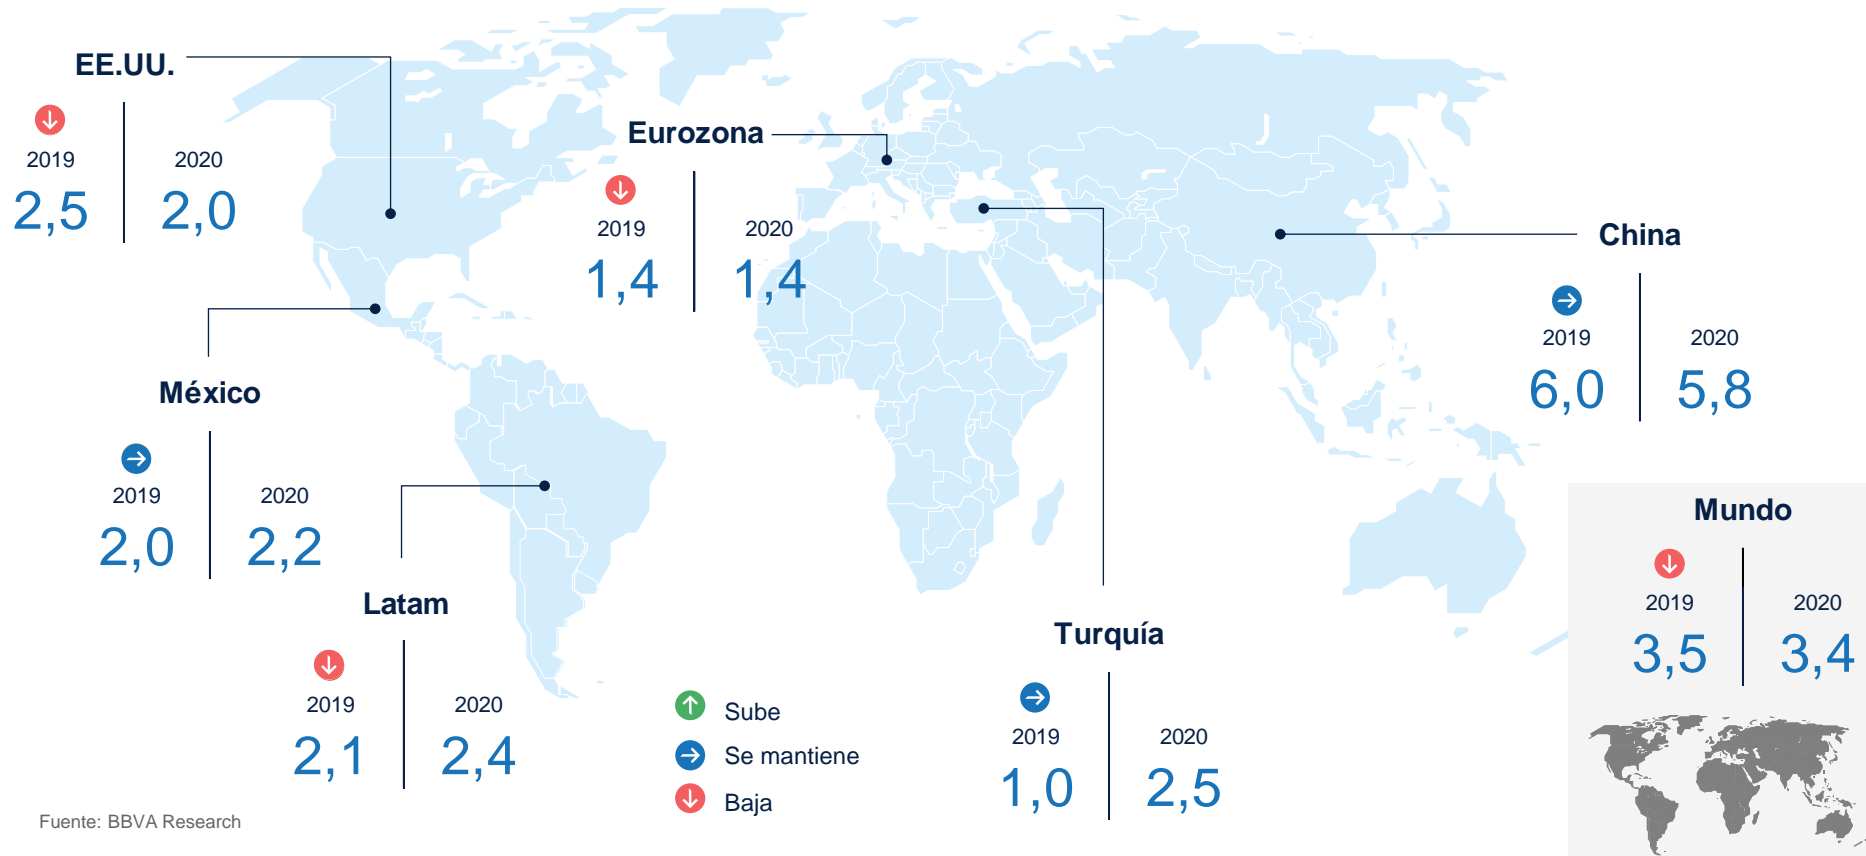 EE.UU.
2019 2020
2,5 2,0
Eurozona
2019 2020
1,4 1,4
China
2019 2020
6,0 5,8
México
2019 2020
2,0 2,2
Latam
2019 2020
2,1 2,4
Turquía
2019 2020
1,0 2,5
Mundo
2019 2020
3,5 3,4
Sube
Se mantiene
Baja
Fuente: BBVA Research